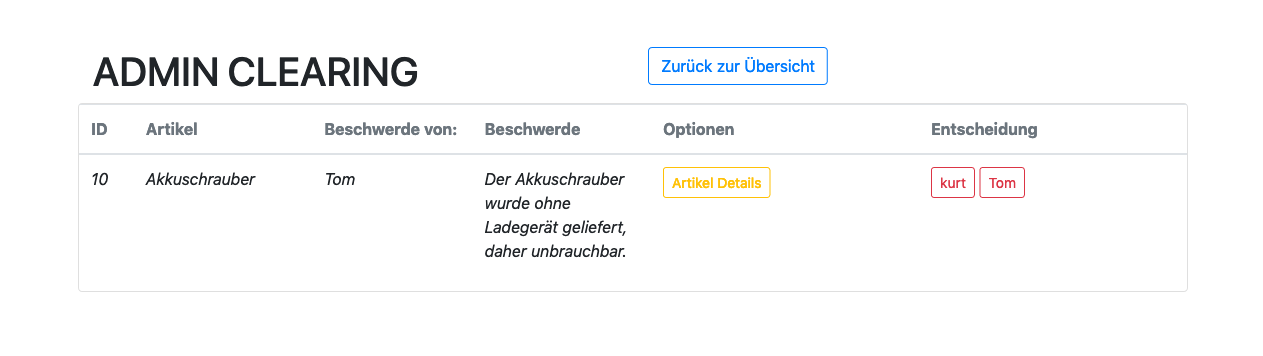 ADMIN CLEARING
Zurück zur Übersicht
ID Artikel Beschwerde von: Beschwerde Optionen Entscheidung
10 Akkuschrauber Tom Der Akkuschrauber Artikel Details kurt Tom
wurde ohne
Ladegerät geliefert,
daher unbrauchbar.